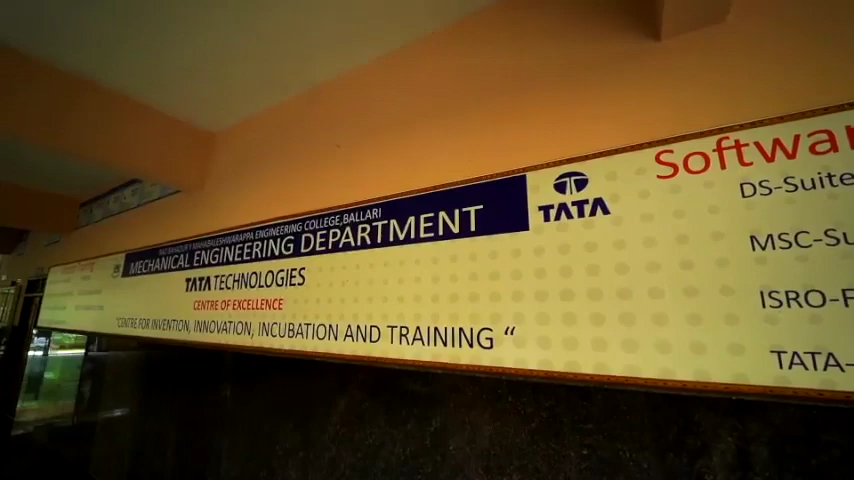 RAO BAHADUR Y MAHABALESHWARAPPA ENGINEERING COLLEGE, BALLARI
MECHANICAL ENGINEERING DEPARTMENT
TATA
TATA TECHNOLOGIES
CENTRE OF EXCELLENCE
"CENTRE FOR INVENTION, INNOVATION, INCUBATION AND TRAINING "
Softwar
DS-Suite
MSC-Su
ISRO-F
TATA-